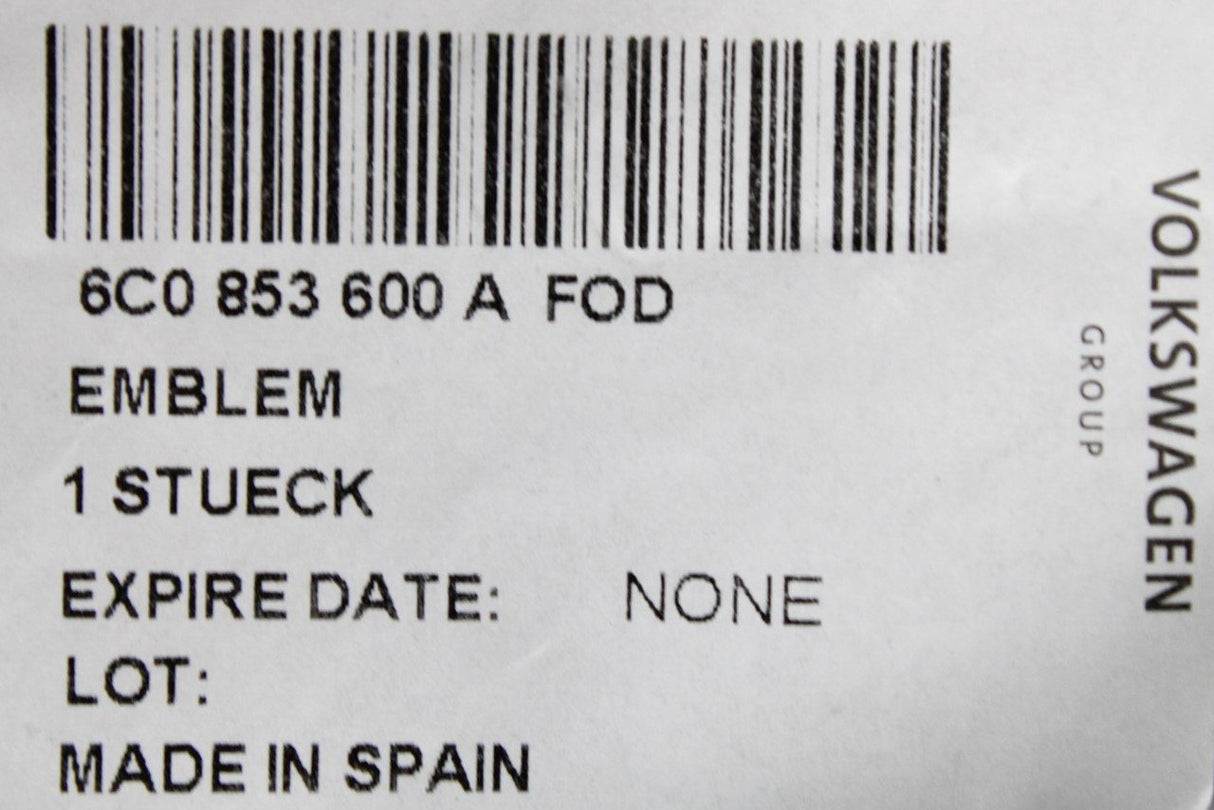 6C0 853 600 A FOD
EMBLEM
1 STUECK
EXPIRE DATE: NONE
LOT:
MADE IN SPAIN
VOLKSWAGEN
GROUP